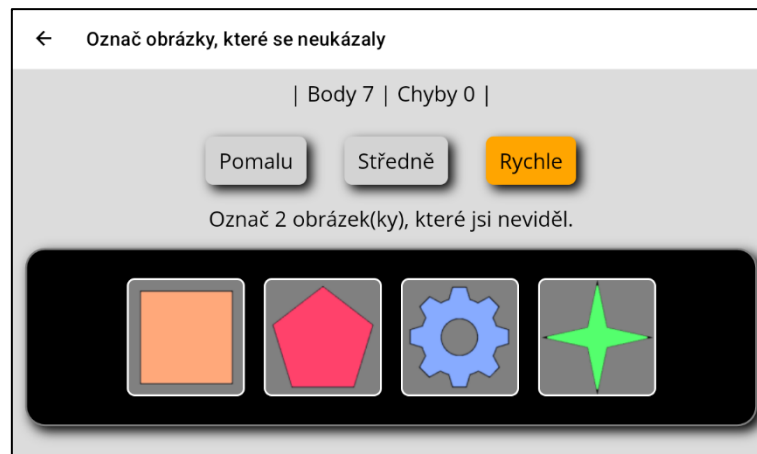 Označ obrázky, které se neukázaly
| Body 7 | Chyby 0 |
Pomalu Středně Rychle
Označ 2 obrázek(ky), které jsi neviděl.